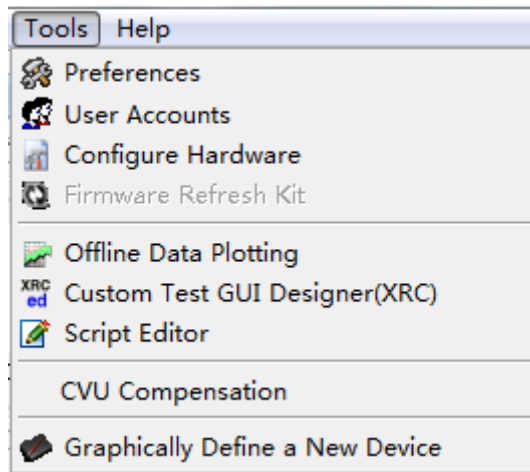 Tools Help
Preferences
User Accounts
Configure Hardware
Firmware Refresh Kit
Offline Data Plotting
XRC
ed
Custom Test GUI Designer(XRC)
Script Editor
CVU Compensation
Graphically Define a New Device